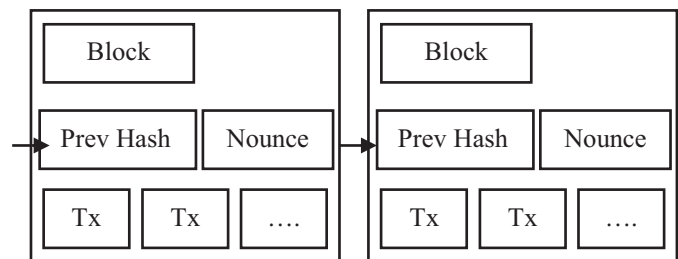 Block
Block
Prev Hash
Nounce
Prev Hash
Nounce
Tx
Tx
….
Tx
Tx
….